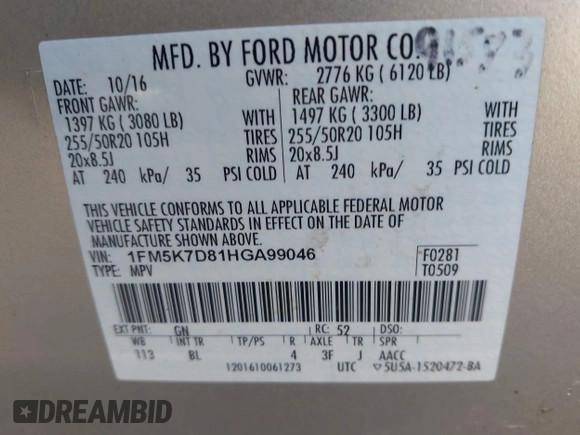 MFD. BY FORD MOTOR CO.
DATE: 10/16 GVWR: 2776 KG ( 6120 LB)
FRONT GAWR: REAR GAWR:
1397 KG ( 3080 LB) 1497 KG ( 3300 LB)
255/50R20 105H TIRES 255/50R20 105H
20x8.5J RIMS 20x8.5J
AT 240 kPa/ 35 PSI COLD AT 240 kPa/ 35 PSI COLD
TIRES
RIMS
THIS VEHICLE CONFORMS TO ALL APPLICABLE FEDERAL MOTOR
VEHICLE SAFETY STANDARDS IN EFFECT ON THE DATE OF
MANUFACTURE SHOWN ABOVE.
VIN: 1FM5K7D81HGA99046
TYPE: MPV
F0281
T0509
EXT PNT: GN RC: 52 DSO:
WB INT TR TP/PS R AXLE TR SPR
113 BL 4 3F J AACC
1201610061273 UTC ▽5U5A-1520472-BA
DREAMBID